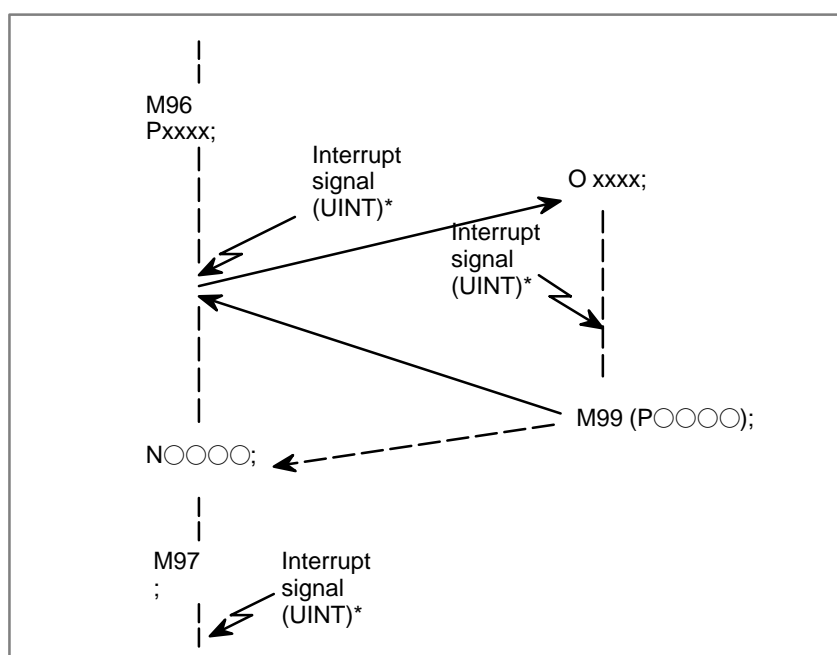 M96
Pxxxx;
Interrupt
signal
(UINT)*
O xxxx;
Interrupt
signal
(UINT)*
M99 (P○○○○);
N○○○○;
M97
;
Interrupt
signal
(UINT)*